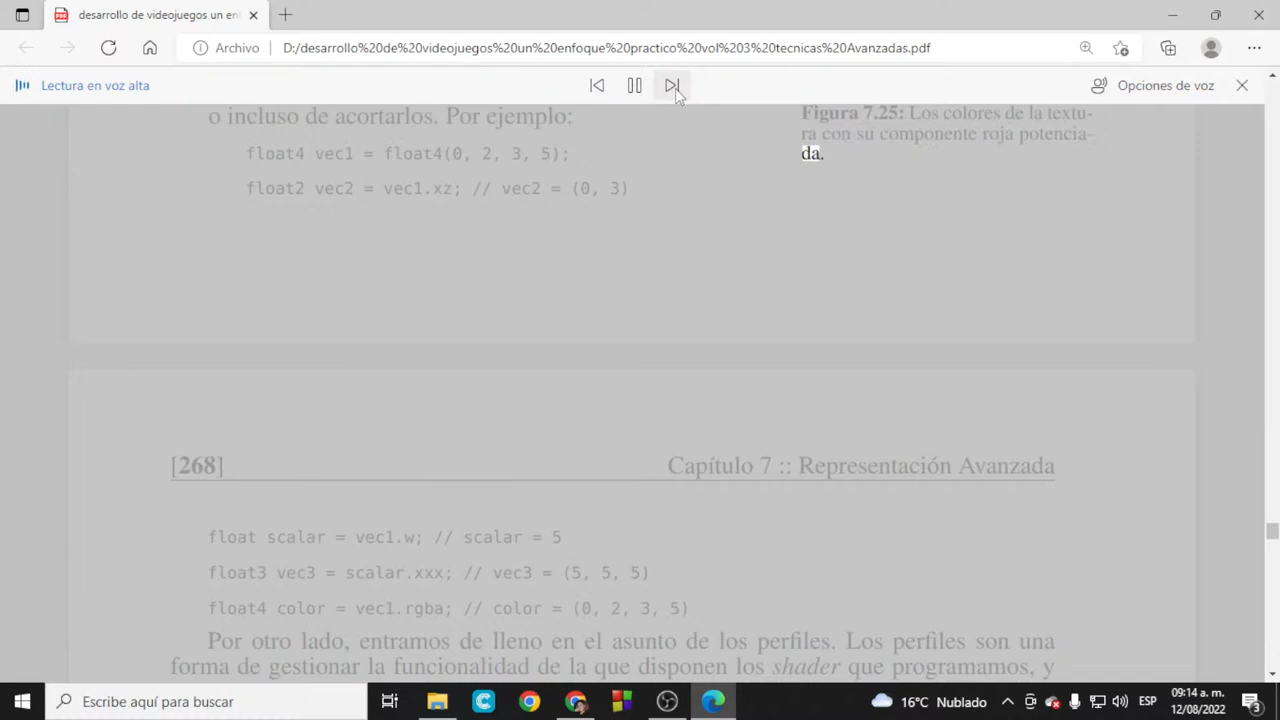 desarrollo de videojuegos un en
Archivo
D:/desarrollo%20de%20videojuegos%20un%20enfoque%20practico%20vol%203%20tecnicas%20Avanzadas.pdf
Lectura en voz alta
Opciones de voz
o incluso de acortarlos. Por ejemplo:
float4 vec1 = float4(0, 2, 3, 5);
float2 vec2 = vec1.xz; // vec2 = (0, 3)
Figura 7.25: Los colores de la textu-
ra con su componente roja potencia-
da.
[268]
Capítulo 7 :: Representación Avanzada
float scalar = vec1.w; // scalar = 5
float3 vec3 = scalar.xxx; // vec3 = (5, 5, 5)
float4 color = vec1.rgba; // color = (0, 2, 3, 5)
Por otro lado, entramos de lleno en el asunto de los perfiles. Los perfiles son una
forma de gestionar la funcionalidad de la que disponen los shader que programamos, y
Escribe aquí para buscar
16°C Nublado
ESP
09:14 a. m.
12/08/2022
3